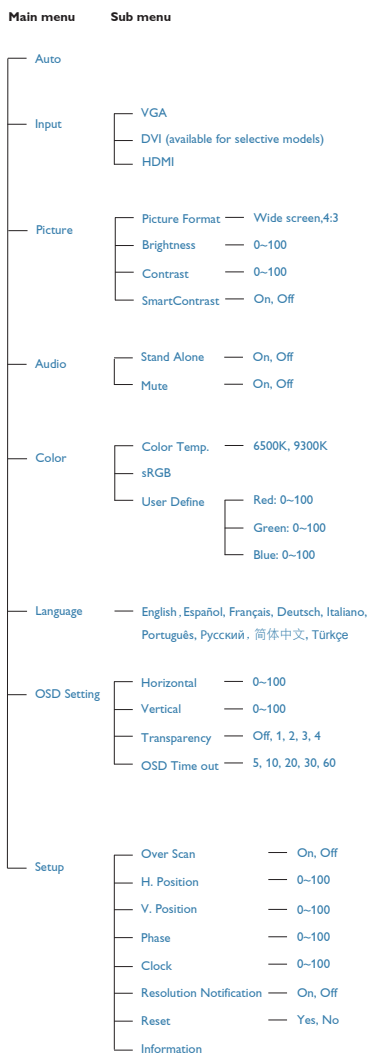 Main menu Sub menu
Auto
Input
VGA
DVI (available for selective models)
HDMI
Picture
Picture Format Wide screen,4:3
Brightness 0~100
Contrast 0~100
SmartContrast On, Off
Audio
Stand Alone On, Off
Mute On, Off
Color
Color Temp. 6500K, 9300K
sRGB
User Define Red: 0~100
Green: 0~100
Blue: 0~100
Language English, Español, Français, Deutsch, Italiano,
Português, Русский, 简体中文, Türkçe
OSD Setting
Horizontal 0~100
Vertical 0~100
Transparency Off, 1, 2, 3, 4
OSD Time out 5, 10, 20, 30, 60
Setup
Over Scan On, Off
H. Position 0~100
V. Position 0~100
Phase 0~100
Clock 0~100
Resolution Notification On, Off
Reset Yes, No
Information